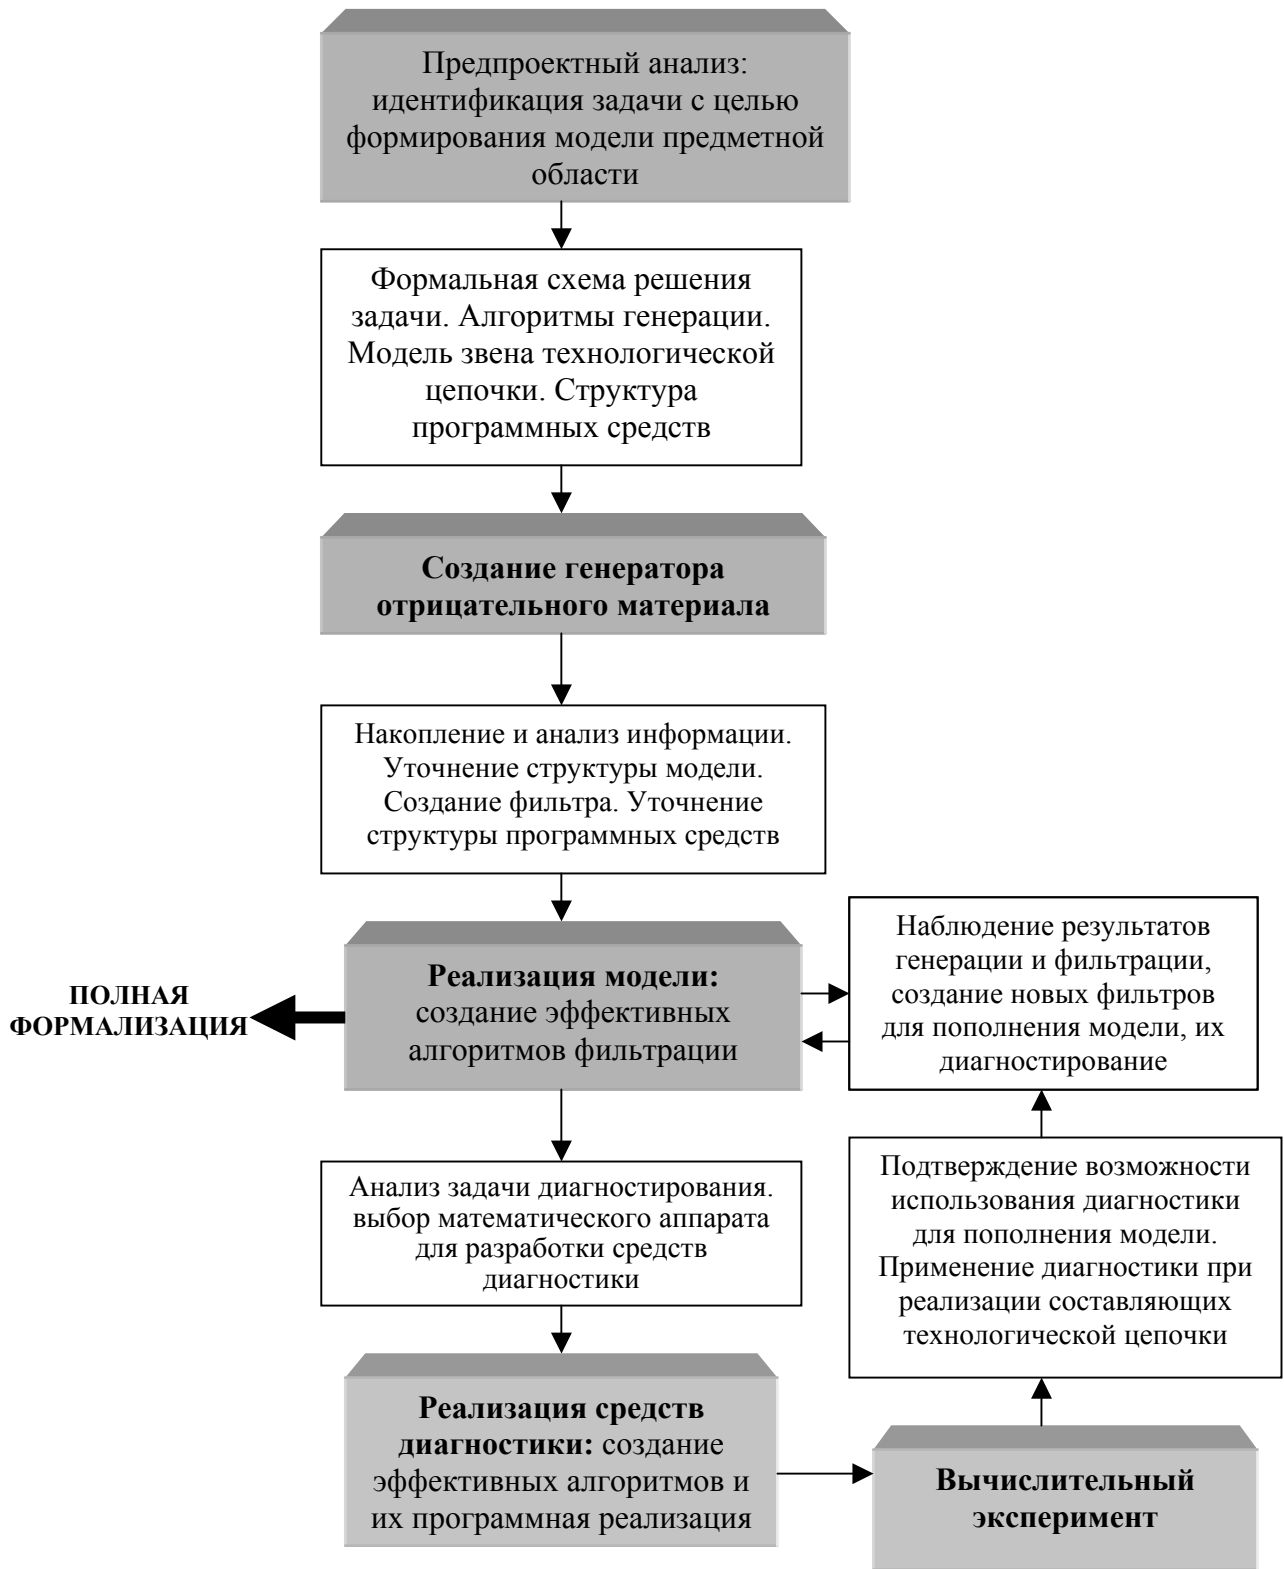 Предпроектный анализ:
идентификация задачи с целью
формирования модели предметной
области
Формальная схема решения
задачи. Алгоритмы генерации.
Модель звена технологической
цепочки. Структура
программных средств
Создание генератора
отрицательного материала
Накопление и анализ информации.
Уточнение структуры модели.
Создание фильтра. Уточнение
структуры программных средств
Реализация модели:
создание эффективных
алгоритмов фильтрации
ПОЛНАЯ
ФОРМАЛИЗАЦИЯ
Наблюдение результатов
генерации и фильтрации,
создание новых фильтров
для пополнения модели, их
диагностирование
Анализ задачи диагностирования.
выбор математического аппарата
для разработки средств
диагностики
Подтверждение возможности
использования диагностики
для пополнения модели.
Применение диагностики при
реализации составляющих
технологической цепочки
Реализация средств
диагностики: создание
эффективных алгоритмов и
их программная реализация
Вычислительный
эксперимент